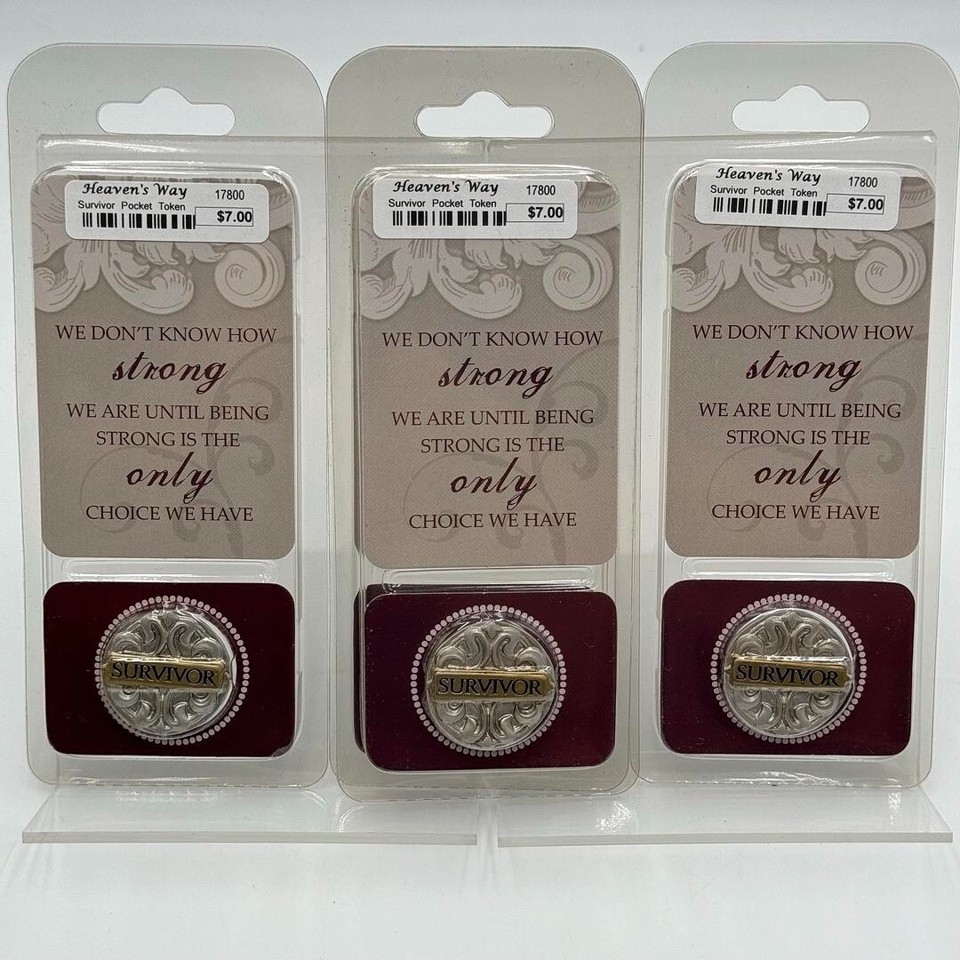 Heaven's Way 17800
Survivor Pocket Token
$7.00
WE DON'T KNOW HOW
strong
WE ARE UNTIL BEING
STRONG IS THE
only
CHOICE WE HAVE
SURVIVOR
Heaven's Way 17800
Survivor Pocket Token
$7.00
WE DON'T KNOW HOW
strong
WE ARE UNTIL BEING
STRONG IS THE
only
CHOICE WE HAVE
SURVIVOR
Heaven's Way 17800
Survivor Pocket Token
$7.00
WE DON'T KNOW HOW
strong
WE ARE UNTIL BEING
STRONG IS THE
only
CHOICE WE HAVE
SURVIVOR